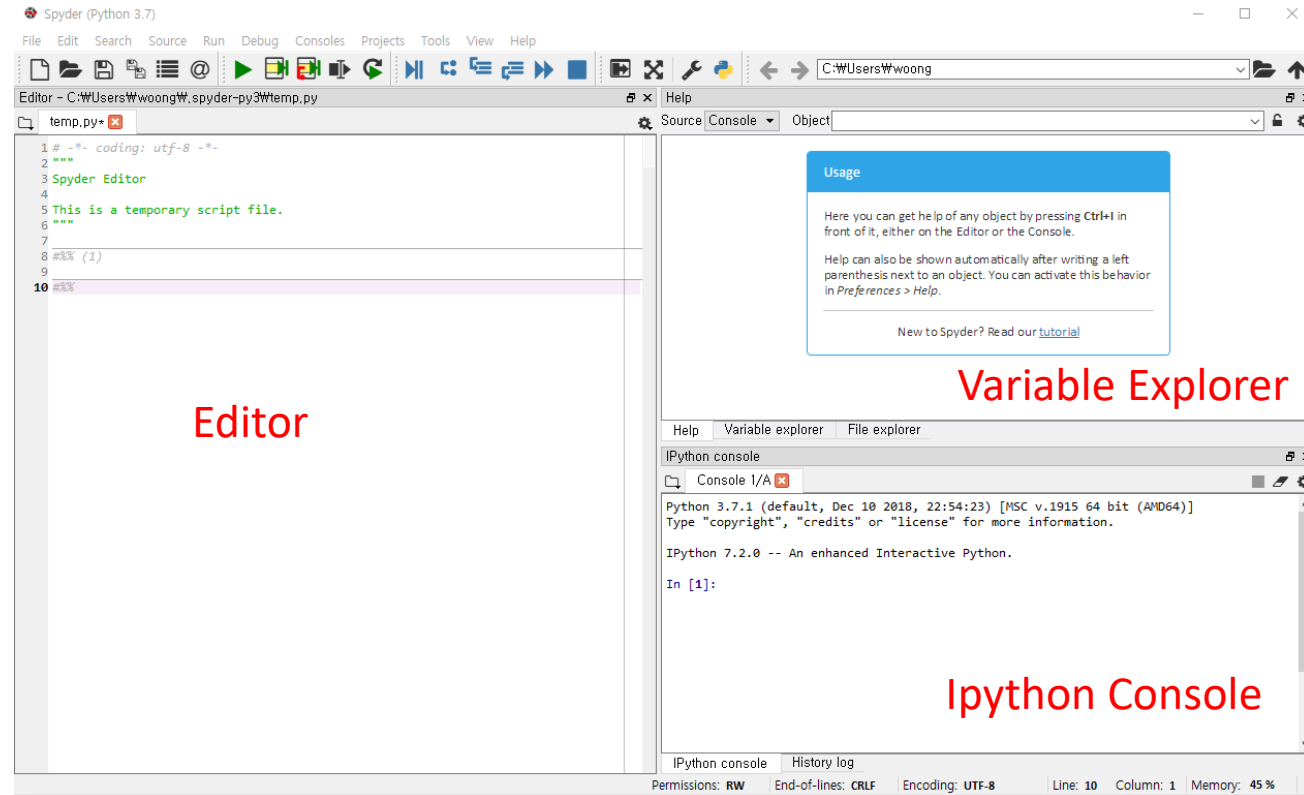 Spyder (Python 3.7)
File Edit Search Source Run Debug Consoles Projects Tools View Help
C:₩Users₩woong
Editor - C:₩Users₩woong₩.spyder-py3₩temp.py
temp.py*
1 # -*- coding: utf-8 -*-
2 """
3 Spyder Editor
4
5 This is a temporary script file.
6 """
7
8 #%% (1)
9
10 #%%
Editor
Help
Source Console Object
Usage
Here you can get help of any object by pressing Ctrl+I in
front of it, either on the Editor or the Console.
Help can also be shown automatically after writing a left
parenthesis next to an object. You can activate this behavior
in Preferences > Help.
New to Spyder? Read our tutorial
Variable Explorer
Help Variable explorer File explorer
IPython console
Console 1/A
Python 3.7.1 (default, Dec 10 2018, 22:54:23) [MSC v.1915 64 bit (AMD64)]
Type "copyright", "credits" or "license" for more information.
IPython 7.2.0 -- An enhanced Interactive Python.
In [1]:
Ipython Console
IPython console History log
Permissions: RW End-of-lines: CRLF Encoding: UTF-8 Line: 10 Column: 1 Memory: 45 %